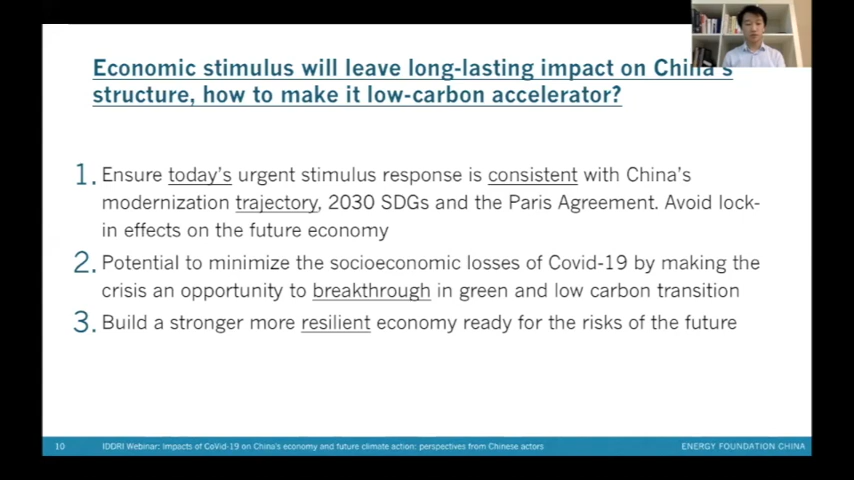 Economic stimulus will leave long-lasting impact on China's
structure, how to make it low-carbon accelerator?
1. Ensure today's urgent stimulus response is consistent with China's
modernization trajectory, 2030 SDGs and the Paris Agreement. Avoid lock-
in effects on the future economy
2. Potential to minimize the socioeconomic losses of Covid-19 by making the
crisis an opportunity to breakthrough in green and low carbon transition
3. Build a stronger more resilient economy ready for the risks of the future
10 IDDRI Webinar: Impacts of CoVid-19 on China's economy and future climate action: perspectives from Chinese actors ENERGY FOUNDATION CHINA